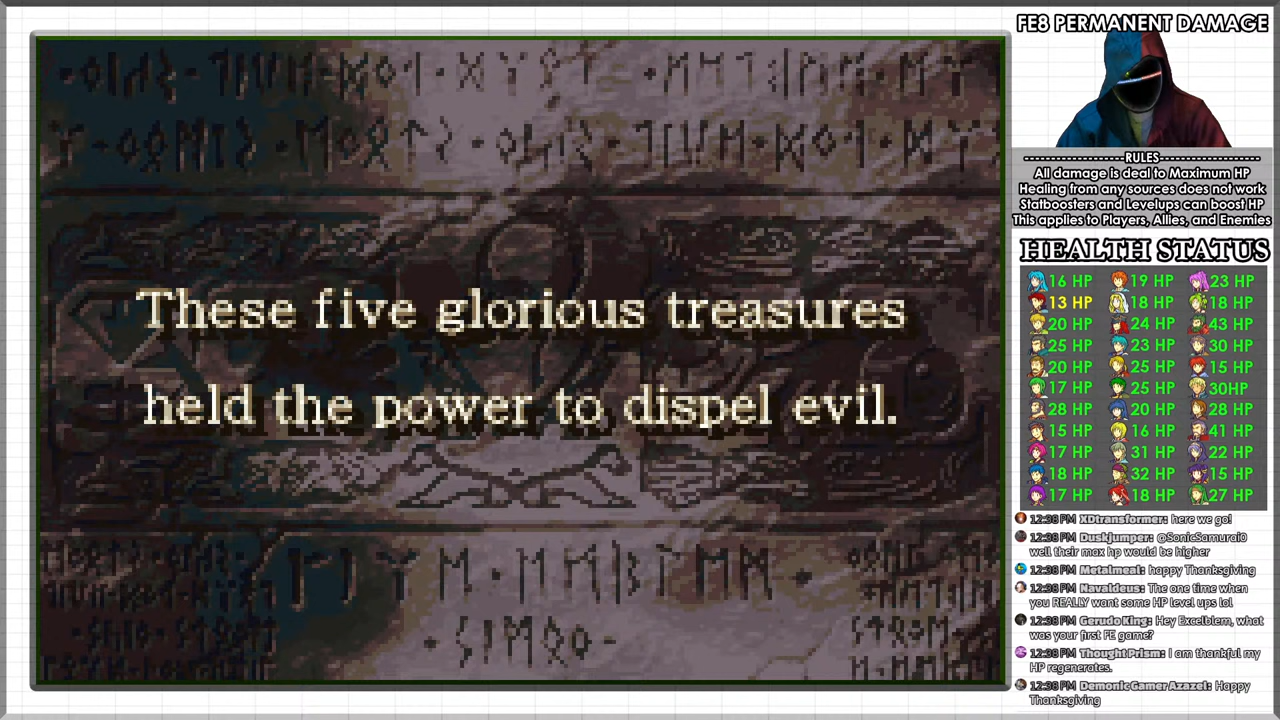 FE8 PERMANENT DAMAGE
These five glorious treasures
held the power to dispel evil.
--------------------RULES--------------------
All damage is deal to Maximum HP
Healing from any sources does not work
Statboosters and Levelups can boost HP
This applies to Players, Allies, and Enemies
HEALTH STATUS
16 HP 19 HP 23 HP
13 HP 18 HP 18 HP
20 HP 24 HP 43 HP
25 HP 23 HP 30 HP
20 HP 25 HP 15 HP
17 HP 25 HP 30HP
28 HP 20 HP 28 HP
15 HP 16 HP 41 HP
17 HP 31 HP 22 HP
18 HP 32 HP 15 HP
17 HP 18 HP 27 HP
12:38 PM XDtransformer: here we go!
12:38 PM Duskjumper: @SonicSamurai0
well their max hp would be higher
12:38 PM Metalmeal: happy Thanksgiving
12:38 PM Navaldeus: The one time when
you REALLY want some HP level ups lol
12:38 PM Gerudo King: Hey Excelblem, what
was your first FE game?
12:38 PM Thought Prism: I am thankful my
HP regenerates.
12:38 PM DemonicGamer Azazel: Happy
Thanksgiving